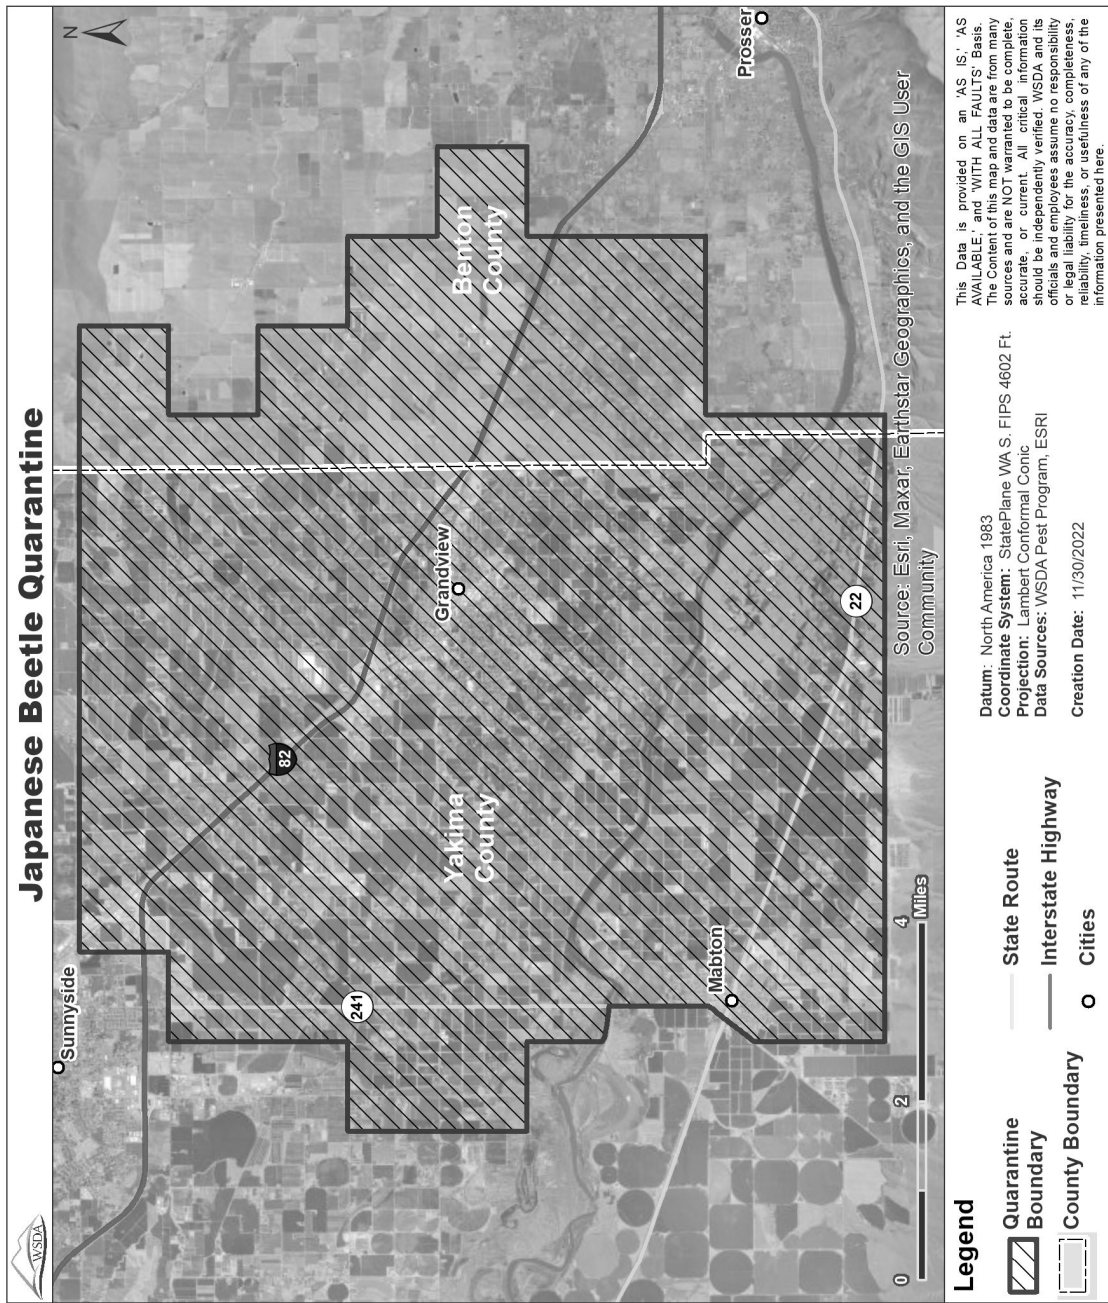 Japanese Beetle Quarantine
WSDA
N
Sunnyside
82
241
Grandview
Benton
County
Prosser
Yakima
County
Mabton
22
0
2
4
Miles
Source: Esri, Maxar, Earthstar Geographics, and the GIS User
Community
Legend
Quarantine
Boundary
County Boundary
State Route
Interstate Highway
Cities
Datum: North America 1983
Coordinate System: StatePlane WA S. FIPS 4602 Ft.
Projection: Lambert Conformal Conic
Data Sources: WSDA Pest Program, ESRI
Creation Date: 11/30/2022
This Data is provided on an 'AS IS,' 'AS
AVAILABLE,' and 'WITH ALL FAULTS' Basis.
The Content of this map and data are from many
sources and are NOT warranted to be complete,
accurate, or current. All critical information
should be independently verified. WSDA and its
officials and employees assume no responsibility
or legal liability for the accuracy, completeness,
reliability, timeliness, or usefulness of any of the
information presented here.